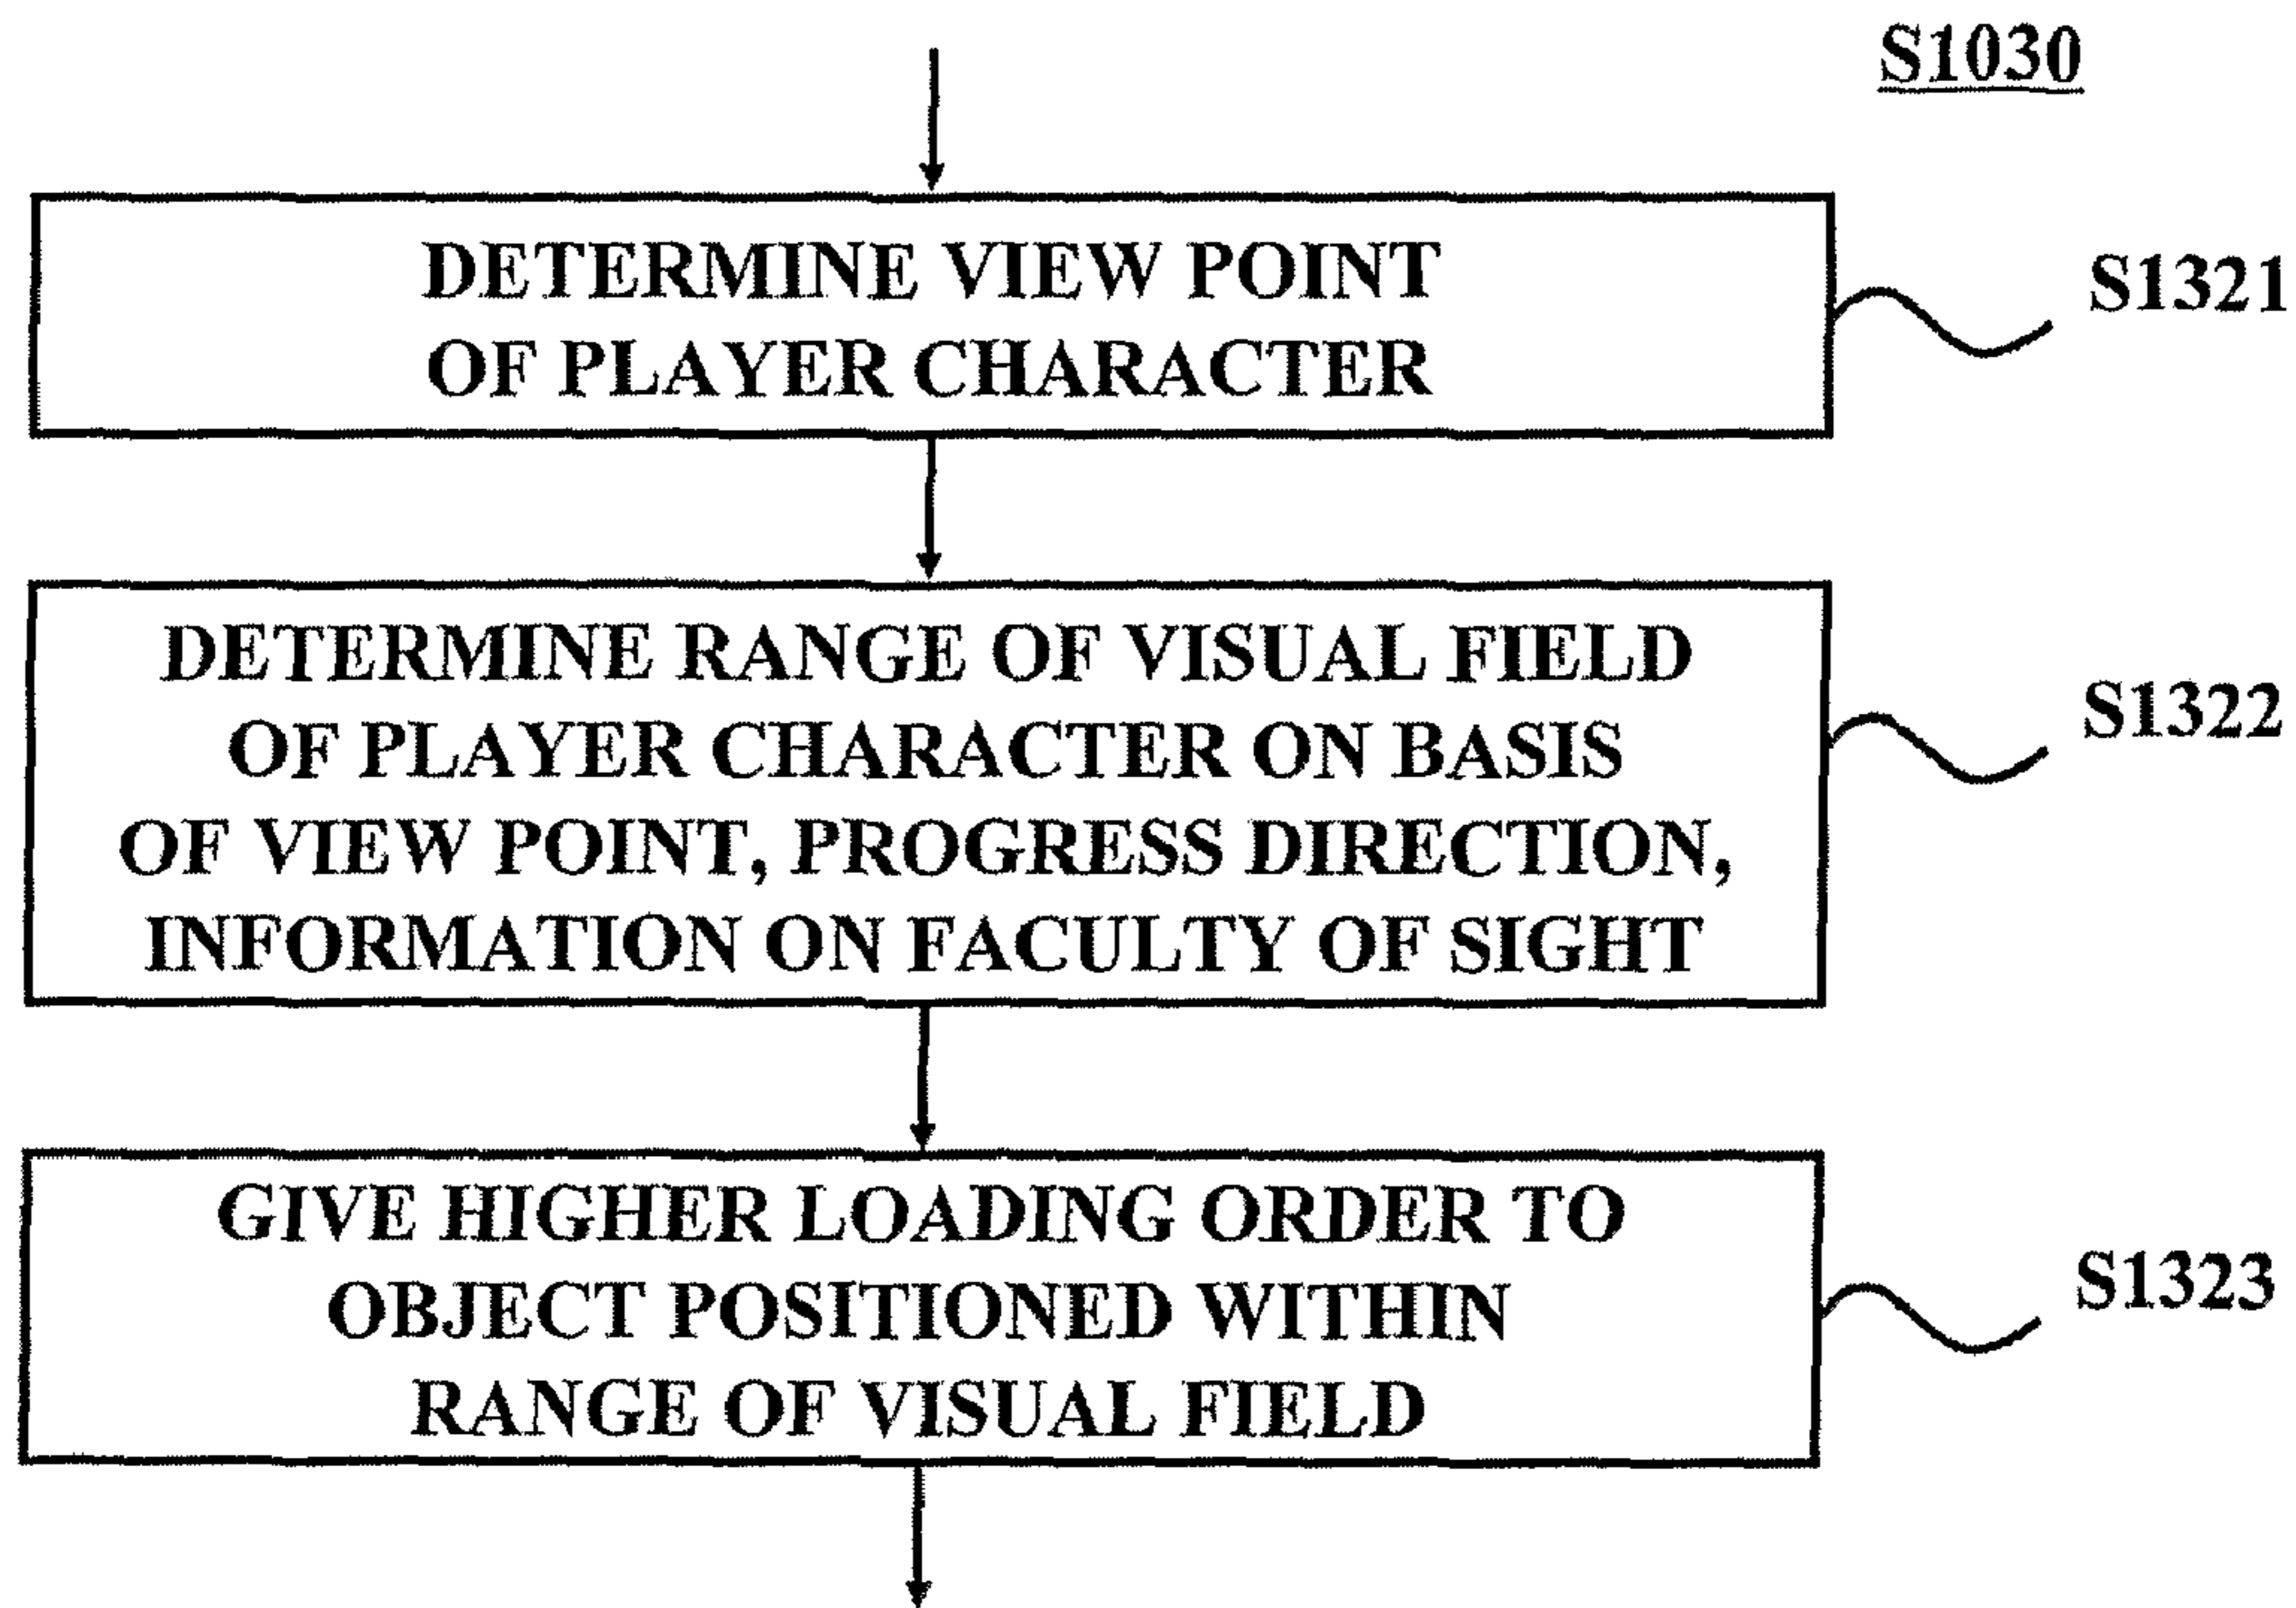 S1030
DETERMINE VIEW POINT
OF PLAYER CHARACTER
S1321
DETERMINE RANGE OF VISUAL FIELD
OF PLAYER CHARACTER ON BASIS
OF VIEW POINT, PROGRESS DIRECTION,
INFORMATION ON FACULTY OF SIGHT
S1322
GIVE HIGHER LOADING ORDER TO
OBJECT POSITIONED WITHIN
RANGE OF VISUAL FIELD
S1323